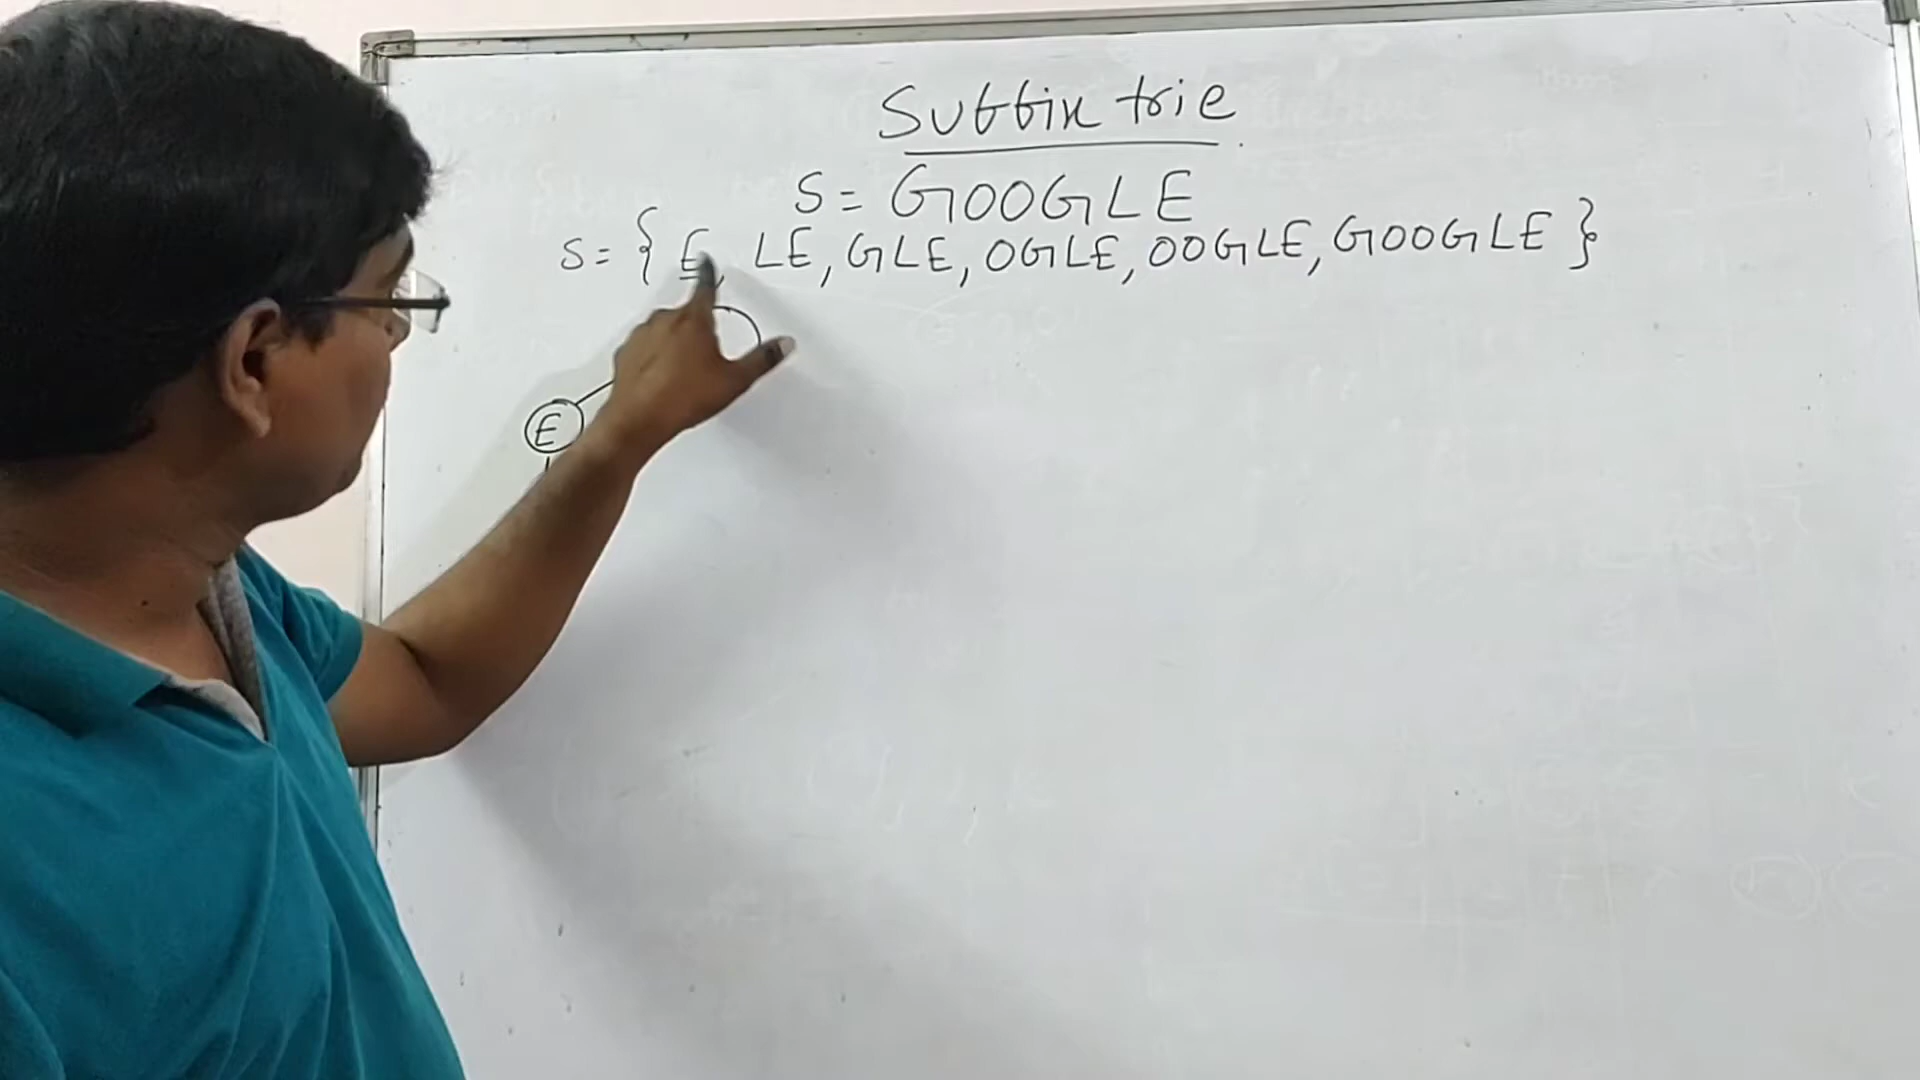 Suffix trie
S = GOOGLE
S = { E, LE, GLE, OGLE, OOGLE, GOOGLE }
E